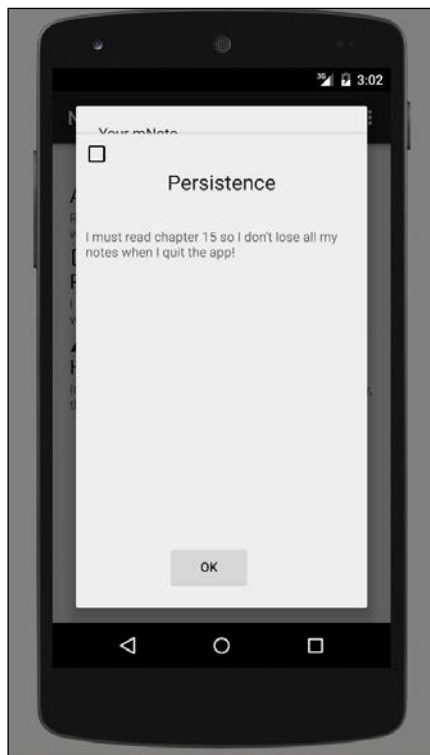 3G 3:02
N
Your mNote
Persistence
I must read chapter 15 so I don't lose all my
notes when I quit the app!
OK